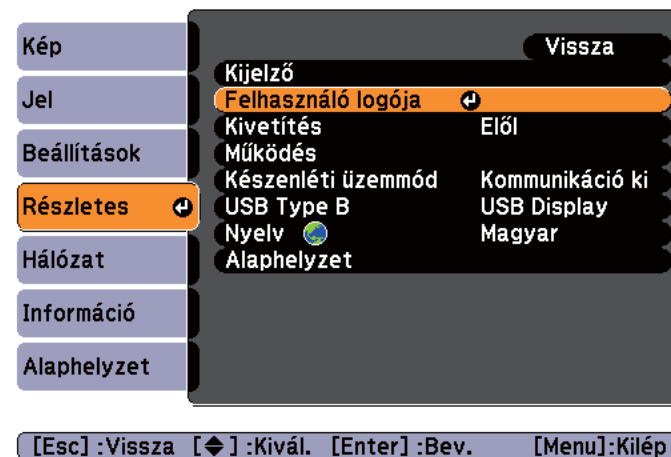 Kép
Jel
Beállítások
Részletes
Hálózat
Információ
Alaphelyzet
Vissza
Kijelző
Felhasználó logója
Kivetítés Elől
Működés
Készenléti üzemmód Kommunikáció ki
USB Type B USB Display
Nyelv Magyar
Alaphelyzet
[Esc] :Vissza [ ] :Kivál. [Enter] :Bev. [Menu]:Kilép